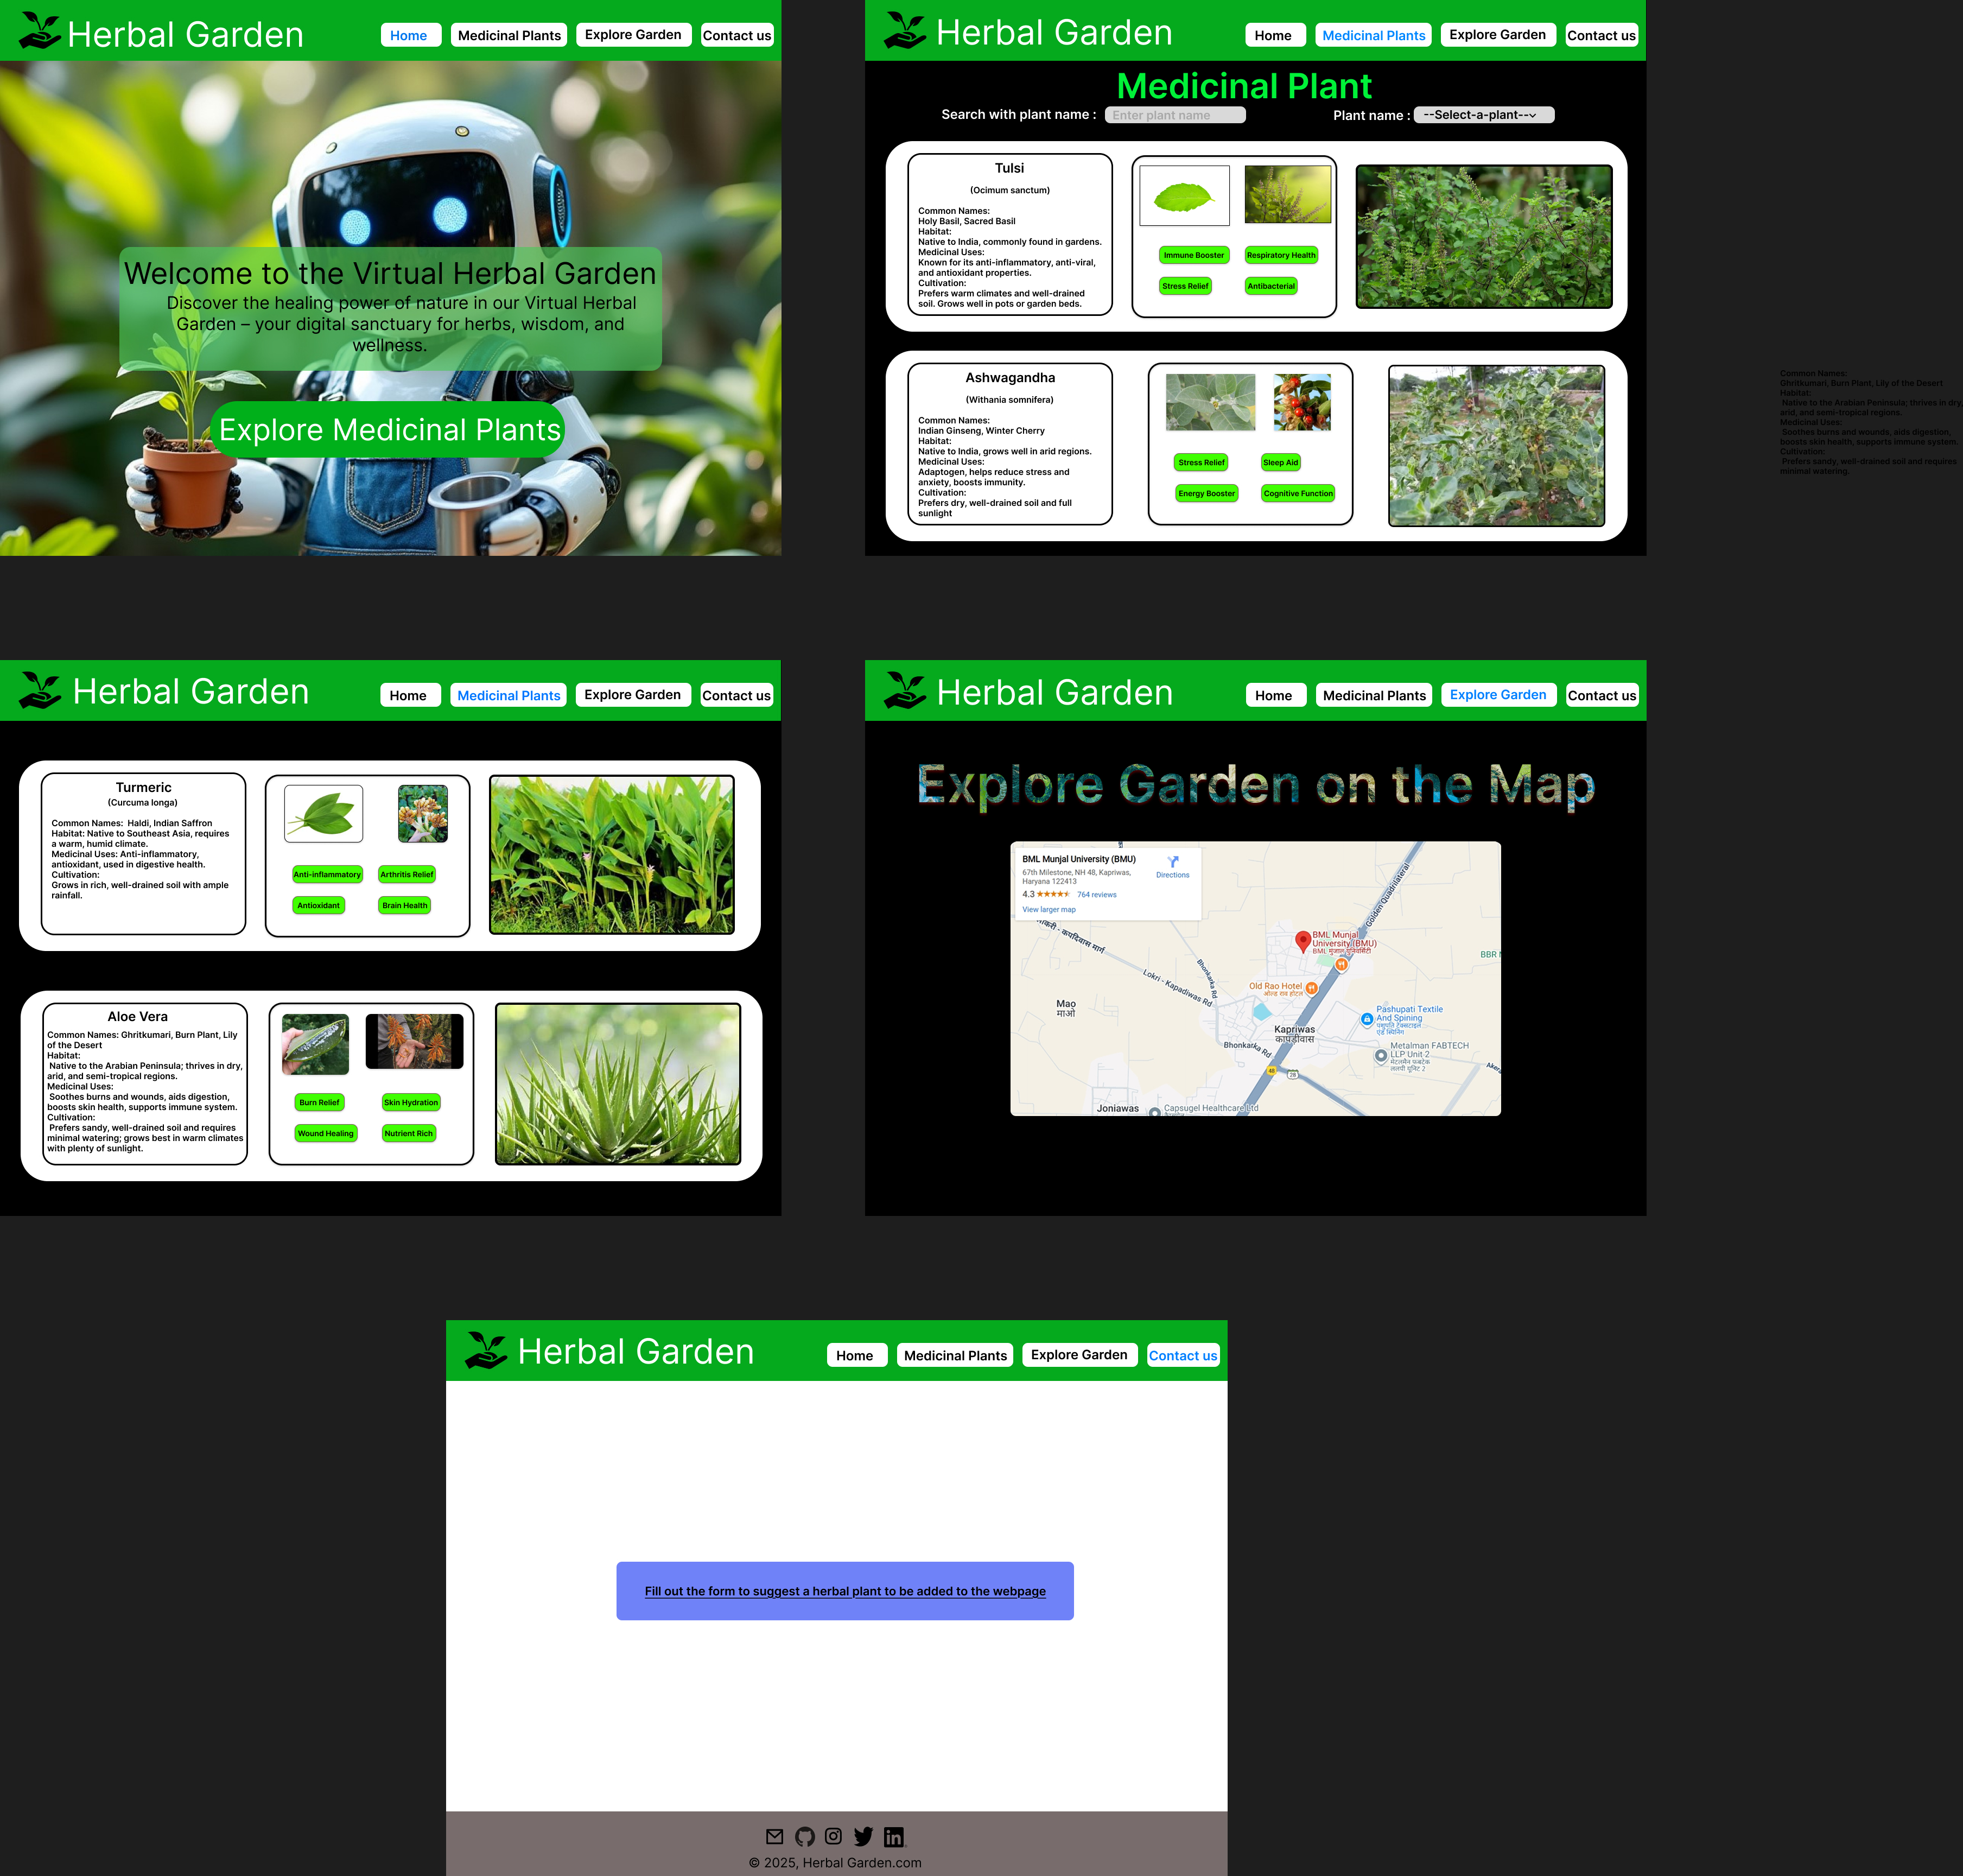 Herbal Garden
Home
Medicinal Plants
Explore Garden
Contact us
Welcome to the Virtual Herbal Garden
Discover the healing power of nature in our Virtual Herbal
Garden – your digital sanctuary for herbs, wisdom, and
wellness.
Explore Medicinal Plants
Herbal Garden
Home
Medicinal Plants
Explore Garden
Contact us
Medicinal Plant
Search with plant name :
Enter plant name
Plant name :
--Select-a-plant--
Tulsi
(Ocimum sanctum)
Common Names:
Holy Basil, Sacred Basil
Habitat:
Native to India, commonly found in gardens.
Medicinal Uses:
Known for its anti-inflammatory, anti-viral,
and antioxidant properties.
Cultivation:
Prefers warm climates and well-drained
soil. Grows well in pots or garden beds.
Immune Booster
Respiratory Health
Stress Relief
Antibacterial
Ashwagandha
(Withania somnifera)
Common Names:
Indian Ginseng, Winter Cherry
Habitat:
Native to India, grows well in arid regions.
Medicinal Uses:
Adaptogen, helps reduce stress and
anxiety, boosts immunity.
Cultivation:
Prefers dry, well-drained soil and full
sunlight
Stress Relief
Sleep Aid
Energy Booster
Cognitive Function
Common Names:
Ghritkumari, Burn Plant, Lily of the Desert
Habitat:
Native to the Arabian Peninsula; thrives in dry,
arid, and semi-tropical regions.
Medicinal Uses:
Soothes burns and wounds, aids digestion,
boosts skin health, supports immune system.
Cultivation:
Prefers sandy, well-drained soil and requires
minimal watering.
Herbal Garden
Home
Medicinal Plants
Explore Garden
Contact us
Turmeric
(Curcuma longa)
Common Names: Haldi, Indian Saffron
Habitat: Native to Southeast Asia, requires
a warm, humid climate.
Medicinal Uses: Anti-inflammatory,
antioxidant, used in digestive health.
Cultivation:
Grows in rich, well-drained soil with ample
rainfall.
Anti-inflammatory
Arthritis Relief
Antioxidant
Brain Health
Aloe Vera
Common Names: Ghritkumari, Burn Plant, Lily
of the Desert
Habitat:
Native to the Arabian Peninsula; thrives in dry,
arid, and semi-tropical regions.
Medicinal Uses:
Soothes burns and wounds, aids digestion,
boosts skin health, supports immune system.
Cultivation:
Prefers sandy, well-drained soil and requires
minimal watering; grows best in warm climates
with plenty of sunlight.
Burn Relief
Skin Hydration
Wound Healing
Nutrient Rich
Herbal Garden
Home
Medicinal Plants
Explore Garden
Contact us
Explore Garden on the Map
BML Munjal University (BMU)
67th Milestone, NH 48, Kapriwas,
Haryana 122413
4.3
764 reviews
View larger map
Directions
Golden Quadrilateral
BML Munjal
University (BMU)
BML मुंजाल यूनिवर्सिटी
BBR
Bhonkarka Rd
Lokri - Kapadiwas Rd
Old Rao Hotel
ओल्ड राव होटल
Mao
माओ
Pashupati Textile
And Spining
Kapriwas
कापड़ीवास
Bhonkarka Rd
Metalman FABTECH
LLP Unit 2
48
Joniawas
Capsugel Healthcare Ltd
Herbal Garden
Home
Medicinal Plants
Explore Garden
Contact us
Fill out the form to suggest a herbal plant to be added to the webpage
© 2025, Herbal Garden.com